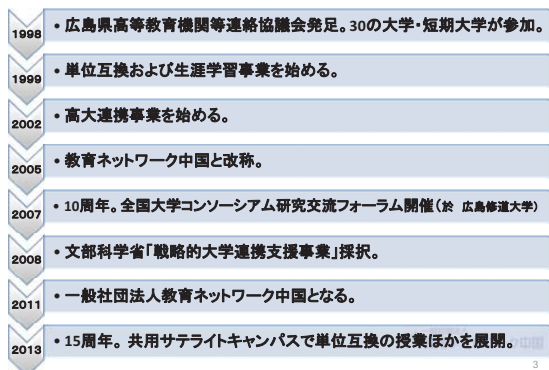 1998
• 広島県高等教育機関等連絡協議会発足。30の大学・短期大学が参加。
1999
• 単位互換および生涯学習事業を始める。
2002
• 高大連携事業を始める。
2005
• 教育ネットワーク中国と改称。
2007
• 10周年。全国大学コンソーシアム研究交流フォーラム開催(於 広島修道大学)
2008
• 文部科学省「戦略的大学連携支援事業」採択。
2011
• 一般社団法人教育ネットワーク中国となる。
2013
• 15周年。共用サテライトキャンパスで単位互換の授業ほかを展開。
3